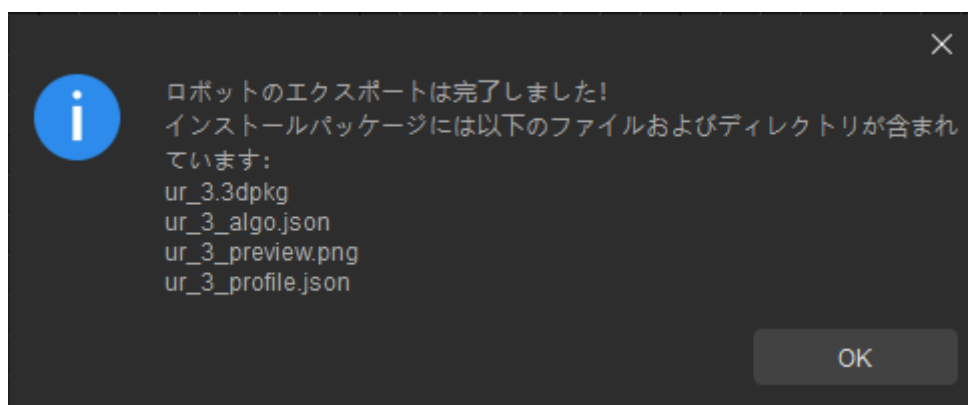 ロボットのエクスポートは完了しました!
インストールパッケージには以下のファイルおよびディレクトリが含まれ
ています:
ur_3.3dpkg
ur_3_algo.json
ur_3_preview.png
ur_3_profile.json
OK